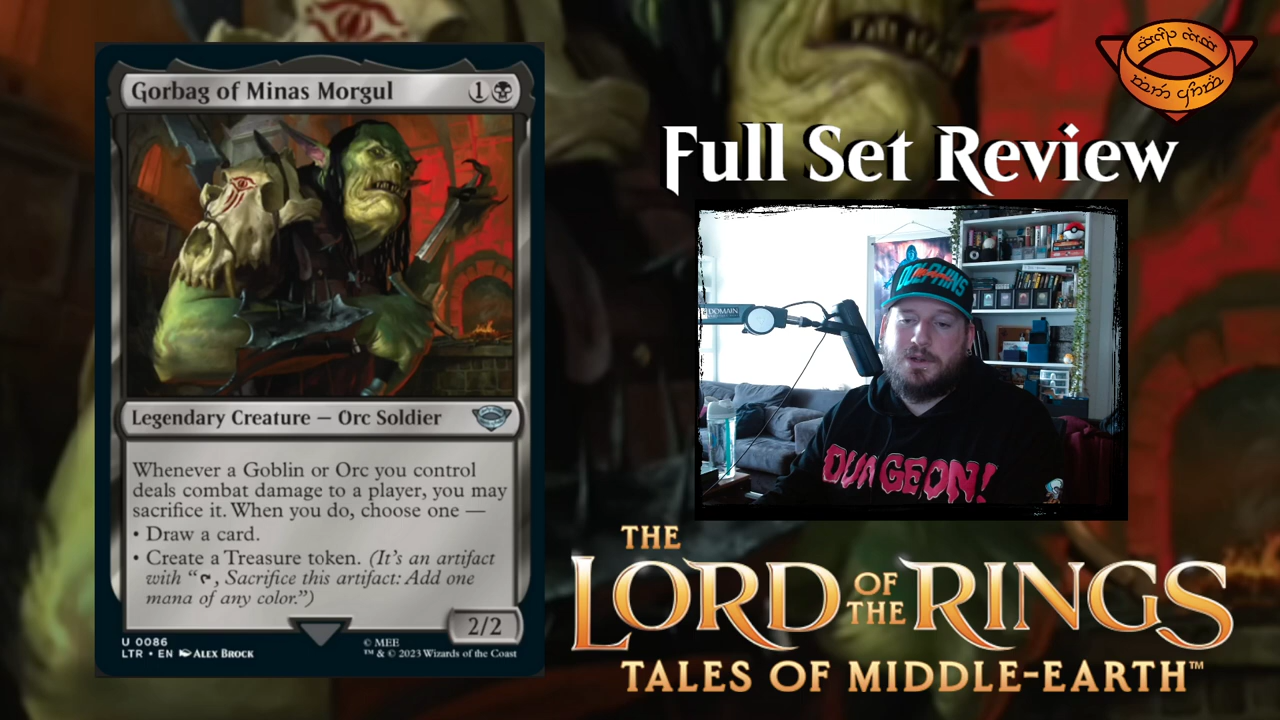 Gorbag of Minas Morgul 1
Legendary Creature — Orc Soldier
Whenever a Goblin or Orc you control
deals combat damage to a player, you may
sacrifice it. When you do, choose one —
• Draw a card.
• Create a Treasure token. (It's an artifact
with “, Sacrifice this artifact: Add one
mana of any color.”)
2/2
U 0086
LTR • EN ALEX BROCK
© MEE
™ & © 2023 Wizards of the Coast
Full Set Review
DOMAIN
DOLPHINS
DUNGEON!
THE
LORD OF THE RINGS
TALES OF MIDDLE-EARTH™